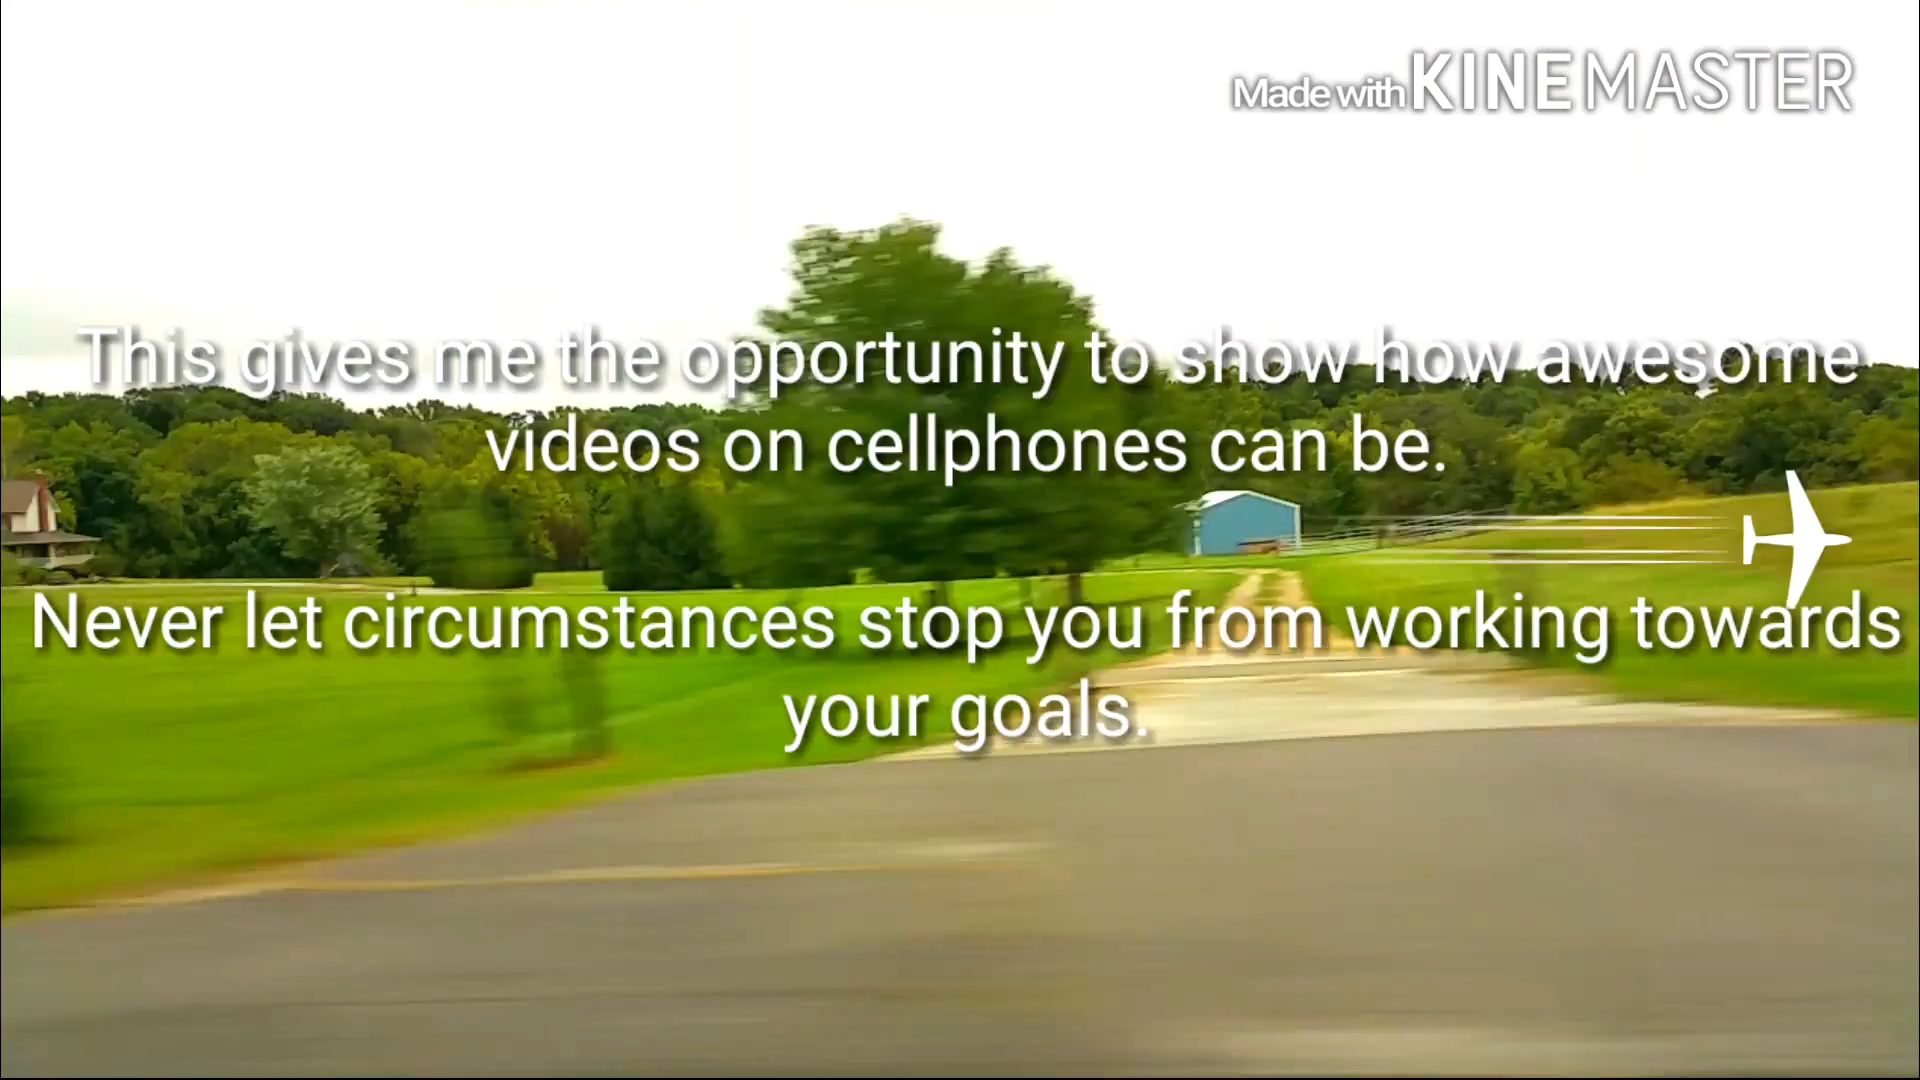 Made with KINEMASTER
This gives me the opportunity to show how awesome
videos on cellphones can be.
Never let circumstances stop you from working towards
your goals.